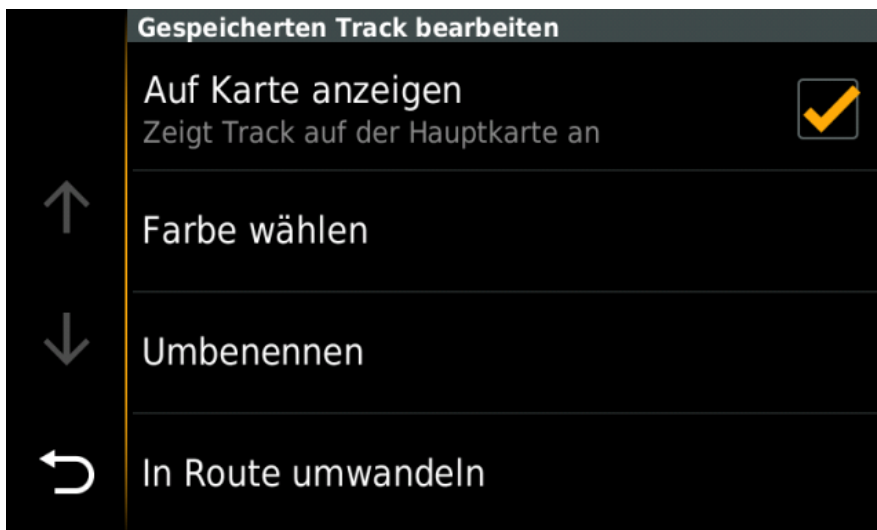 Gespeicherten Track bearbeiten
Auf Karte anzeigen
Zeigt Track auf der Hauptkarte an
Farbe wählen
Umbenennen
In Route umwandeln